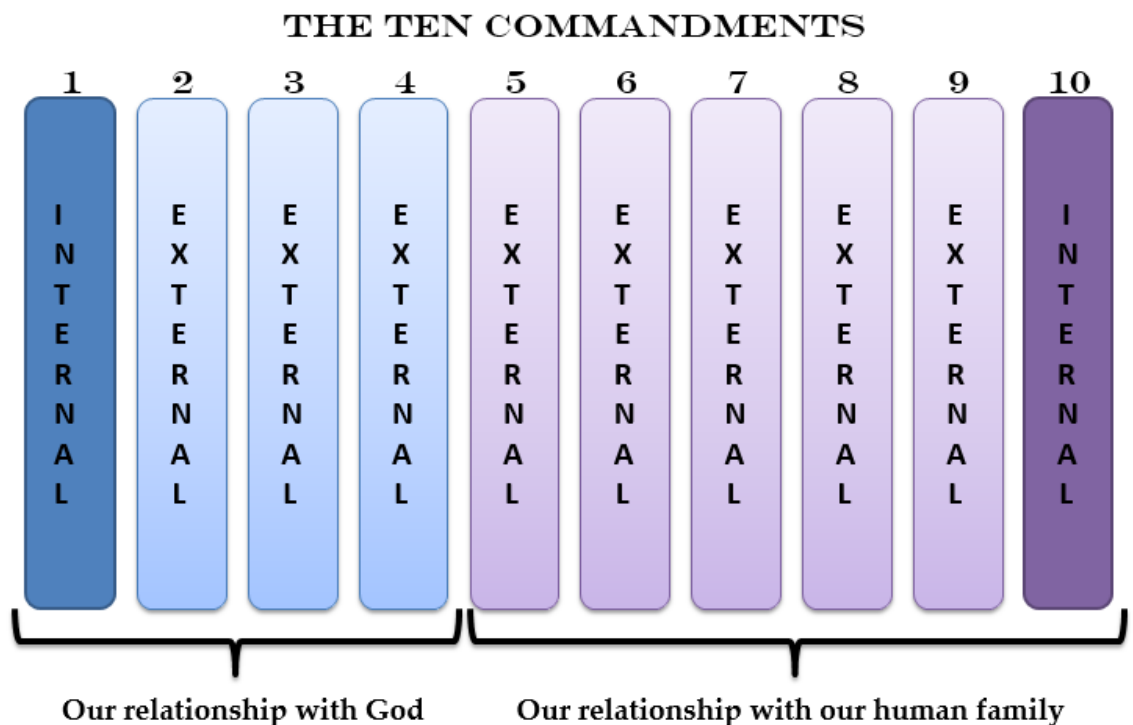 THE TEN COMMANDMENTS
1 2 3 4 5 6 7 8 9 10
INTERNAL
EXTERNAL
EXTERNAL
EXTERNAL
EXTERNAL
EXTERNAL
EXTERNAL
EXTERNAL
EXTERNAL
INTERNAL
Our relationship with God
Our relationship with our human family